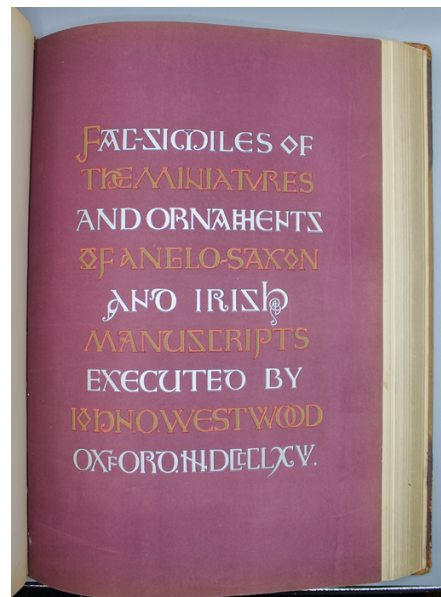 FAC-SIMILES OF
THE MINIATURES
AND ORNAMENTS
OF ANGLO-SAXON
AND IRISH
MANUSCRIPTS
EXECUTED BY
IOHN O. WESTWOOD
OXFORD. MDCCCLXV.